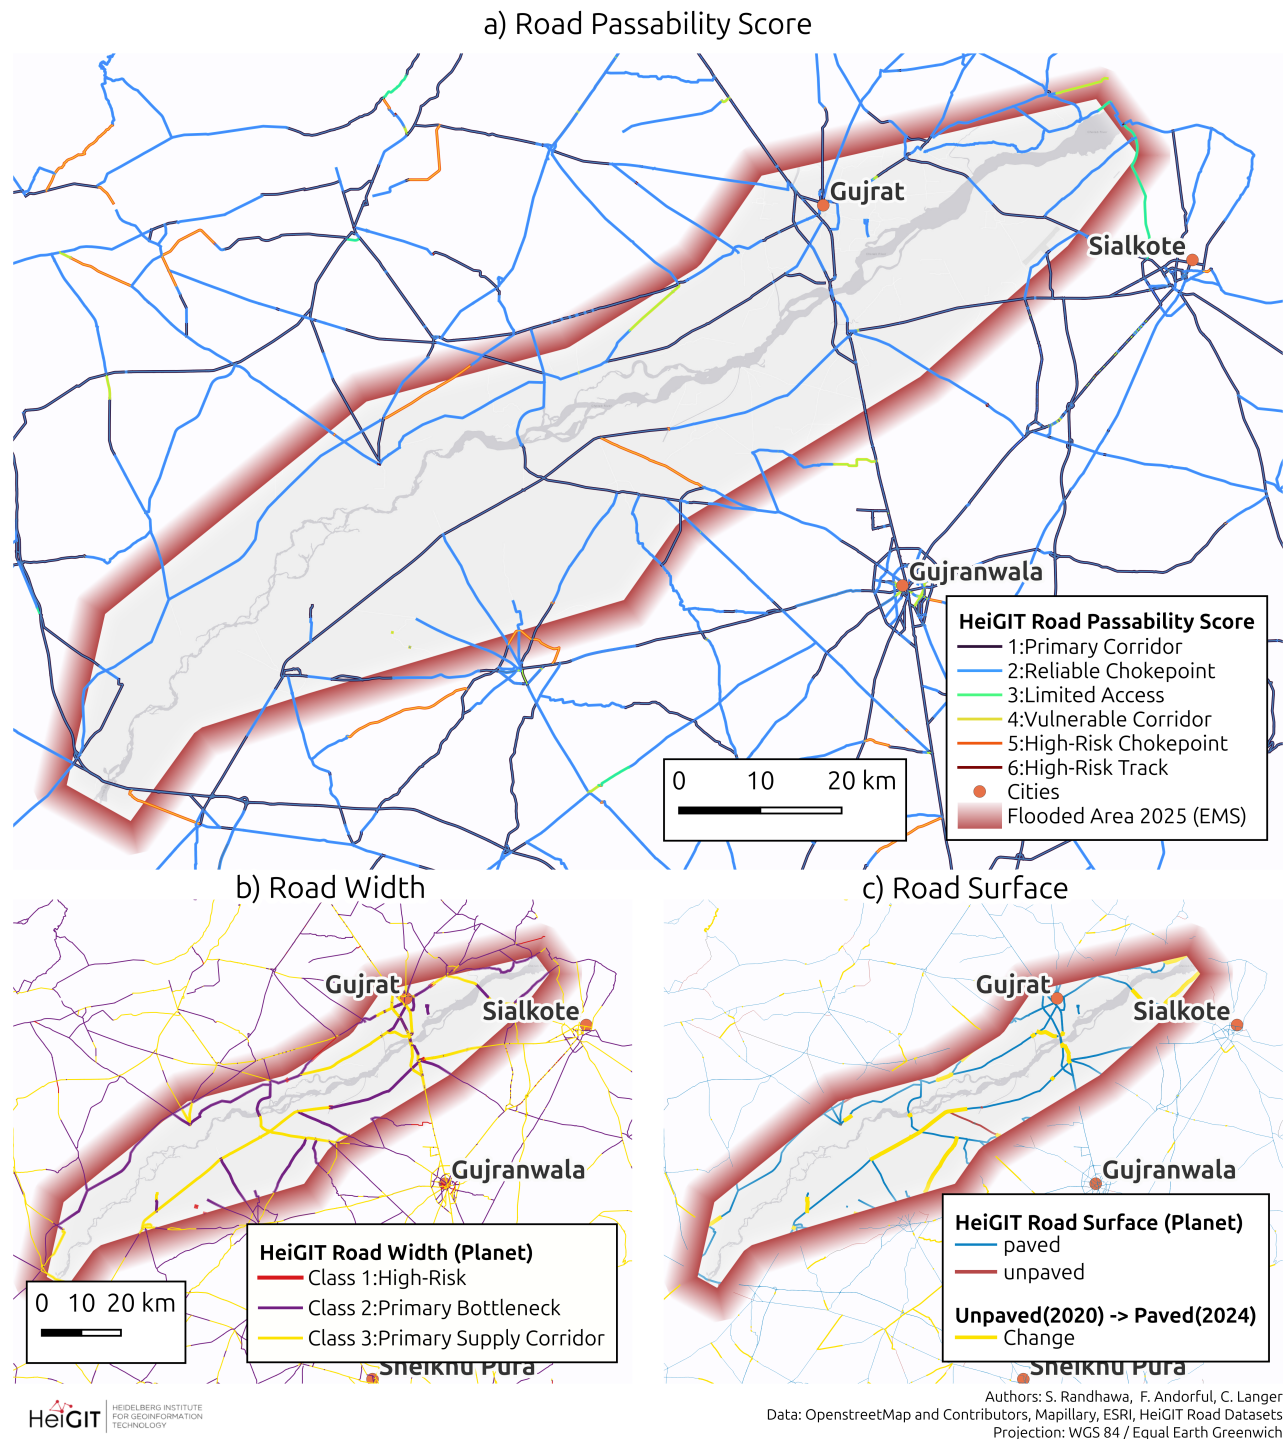 a) Road Passability Score
Gujrat
Sialkote
Gujranwala
HeiGIT Road Passability Score
1:Primary Corridor
2:Reliable Chokepoint
3:Limited Access
4:Vulnerable Corridor
5:High-Risk Chokepoint
6:High-Risk Track
Cities
Flooded Area 2025 (EMS)
0 10 20 km
b) Road Width
Gujrat
Sialkote
Gujranwala
HeiGIT Road Width (Planet)
Class 1:High-Risk
Class 2:Primary Bottleneck
Class 3:Primary Supply Corridor
0 10 20 km
Sheikhu Pura
c) Road Surface
Gujrat
Sialkote
Gujranwala
HeiGIT Road Surface (Planet)
paved
unpaved
Unpaved(2020) -> Paved(2024)
Change
Sheikhu Pura
HeiGIT
HEIDELBERG INSTITUTE
FOR GEOINFORMATION
TECHNOLOGY
Authors: S. Randhawa, F. Andorful, C. Langer
Data: OpenstreetMap and Contributors, Mapillary, ESRI, HeiGIT Road Datasets
Projection: WGS 84 / Equal Earth Greenwich